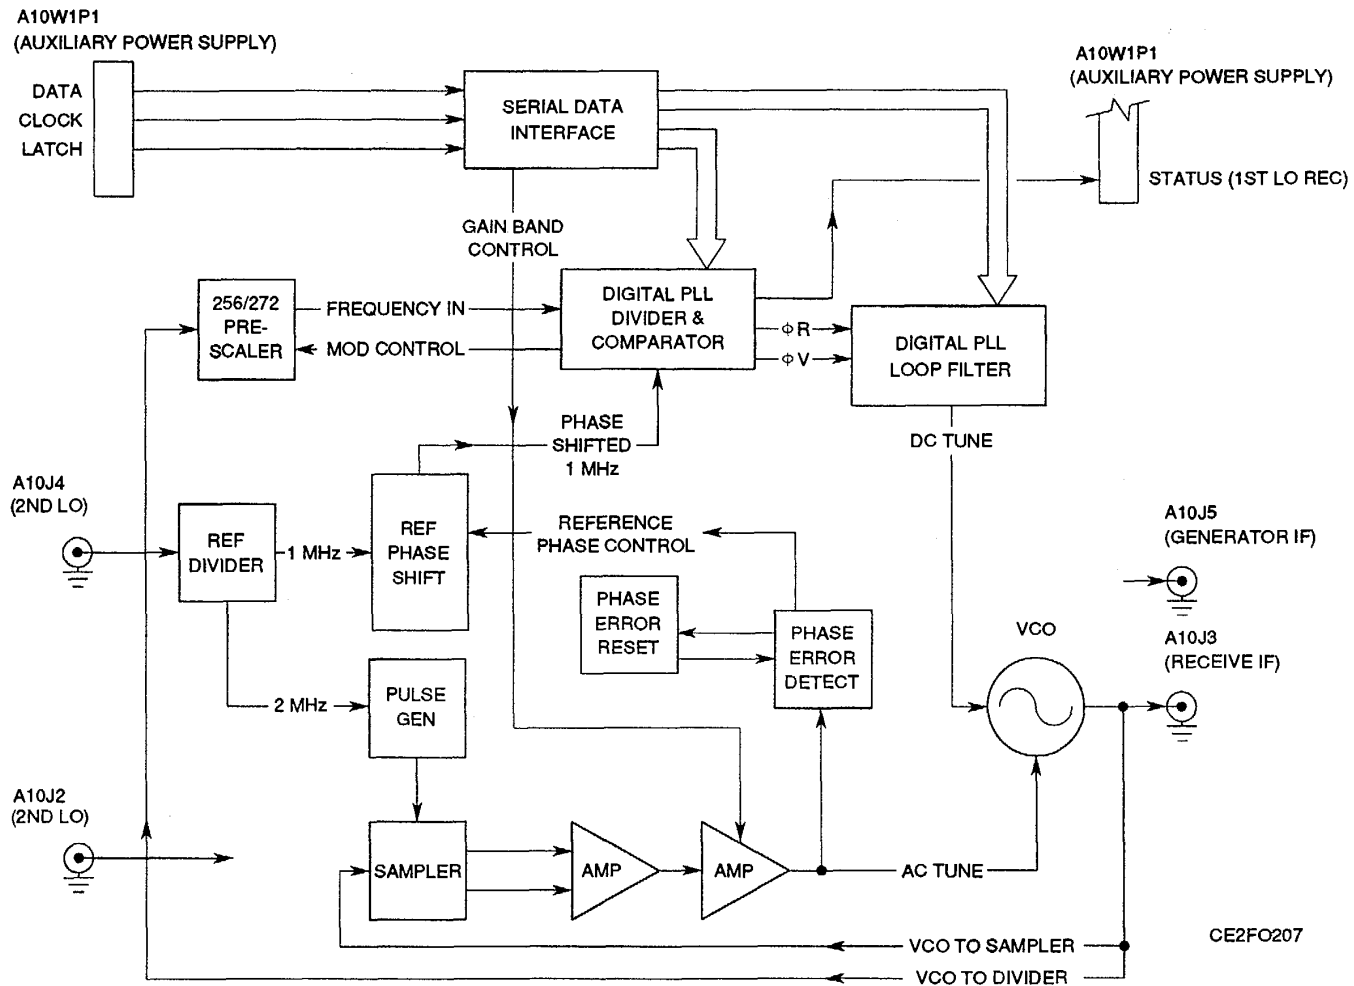 A10W1P1
(AUXILIARY POWER SUPPLY)
DATA
CLOCK
LATCH
SERIAL DATA
INTERFACE
A10W1P1
(AUXILIARY POWER SUPPLY)
STATUS (1ST LO REC)
GAIN BAND
CONTROL
256/272
PRE-
SCALER
FREQUENCY IN
MOD CONTROL
DIGITAL PLL
DIVIDER &
COMPARATOR
ΦR
ΦV
DIGITAL PLL
LOOP FILTER
DC TUNE
PHASE
SHIFTED
1 MHz
A10J4
(2ND LO)
REF
DIVIDER
1 MHz
REF
PHASE
SHIFT
REFERENCE
PHASE CONTROL
A10J5
(GENERATOR IF)
PHASE
ERROR
RESET
PHASE
ERROR
DETECT
VCO
A10J3
(RECEIVE IF)
2 MHz
PULSE
GEN
A10J2
(2ND LO)
SAMPLER
AMP
AMP
AC TUNE
VCO TO SAMPLER
VCO TO DIVIDER
CE2FO207